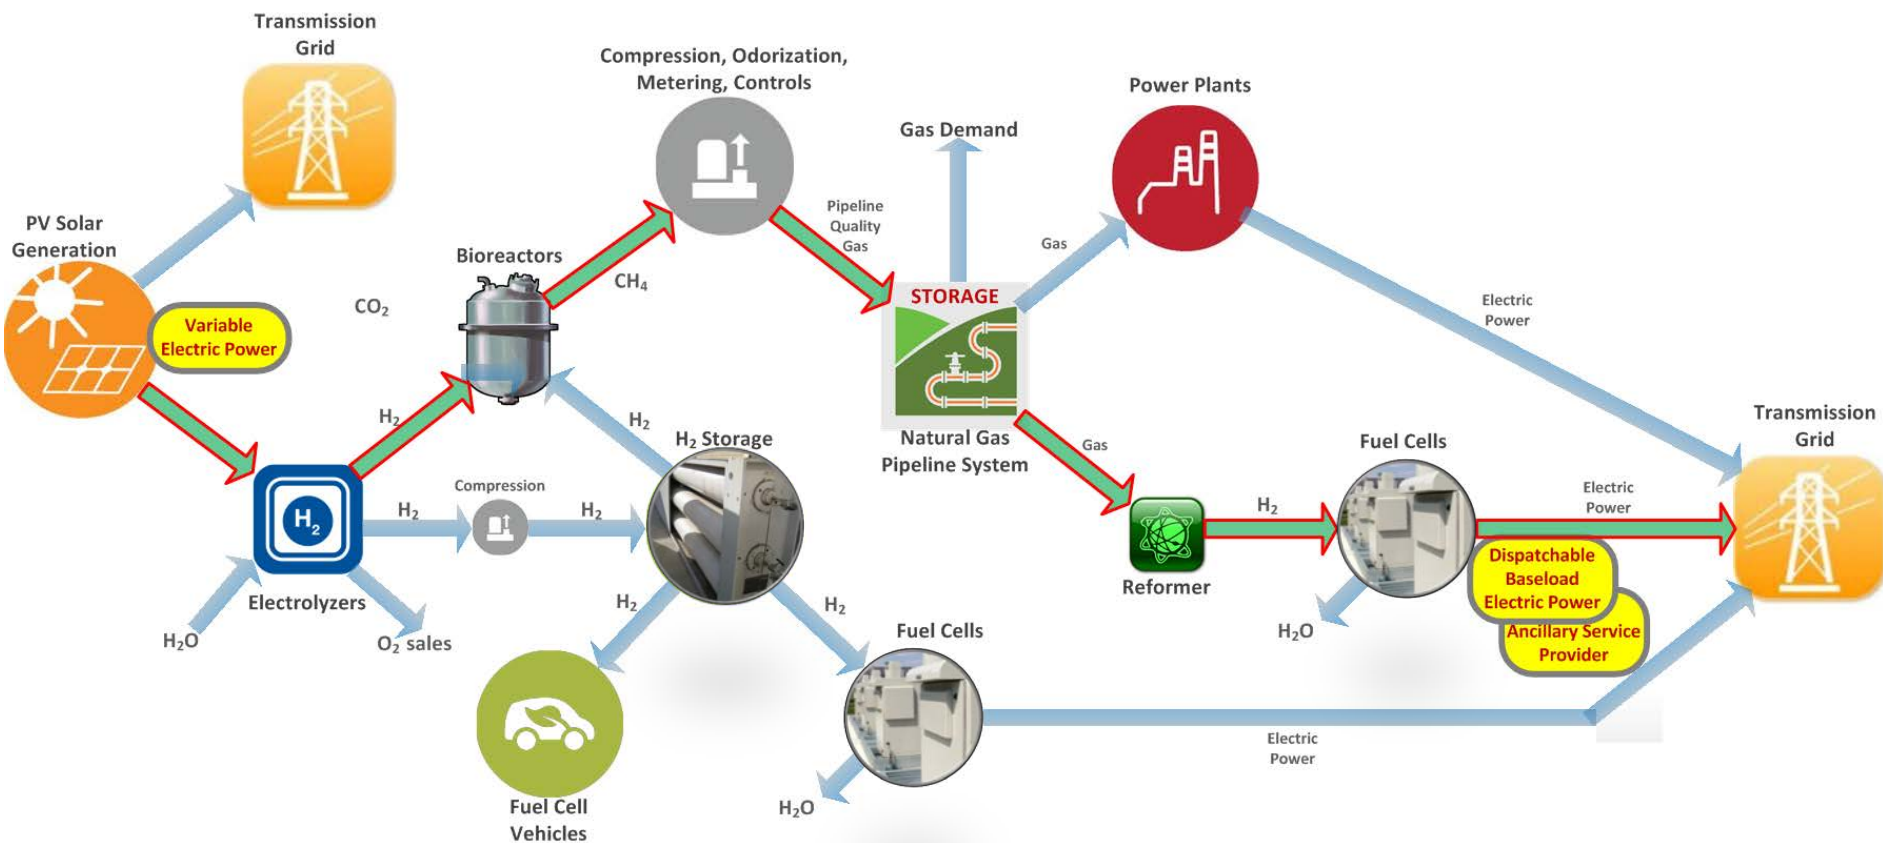 Transmission
Grid
Compression, Odorization,
Metering, Controls
Power Plants
Gas Demand
PV Solar
Generation
Pipeline
Quality
Gas
Gas
Bioreactors
CH₄
CO₂
STORAGE
Variable
Electric Power
Electric
Power
H₂
H₂
H₂ Storage
Natural Gas
Pipeline System
Gas
Fuel Cells
Transmission
Grid
Compression
H₂
H₂
H₂
H₂
Electric
Power
Reformer
Dispatchable
Baseload
Electric Power
Ancillary Service
Provider
Electrolyzers
H₂O
O₂ sales
H₂
H₂
Fuel Cells
H₂O
Electric
Power
H₂O
Fuel Cell
Vehicles